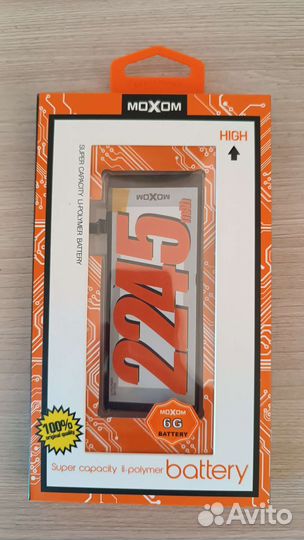 MOXOM
HIGH
SUPER CAPACITY LI-POLYMER BATTERY
MOXOM
2245
mah
100%
original quality
MOXOM
6G
BATTERY
Super capacity li-polymer battery
Avito